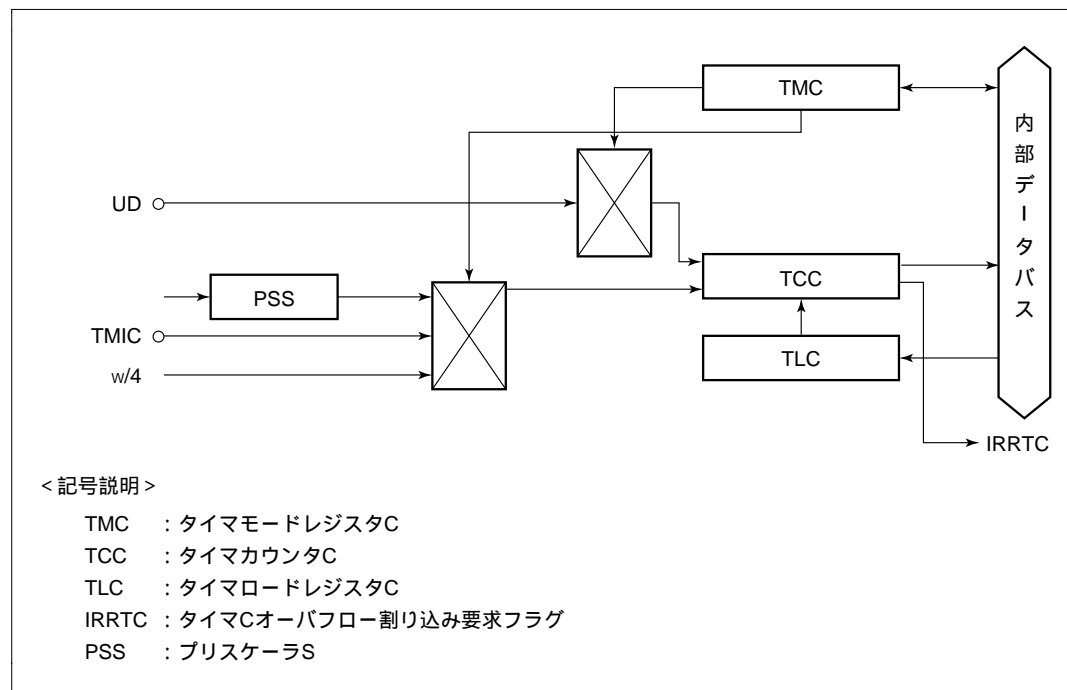 TMC
内部データバス
UD
TCC
PSS
TMIC
TLC
w/4
IRRTC
<記号説明>
TMC :タイマモードレジスタC
TCC :タイマカウンタC
TLC :タイマロードレジスタC
IRRTC :タイマCオーバフロー割り込み要求フラグ
PSS :プリスケーラS